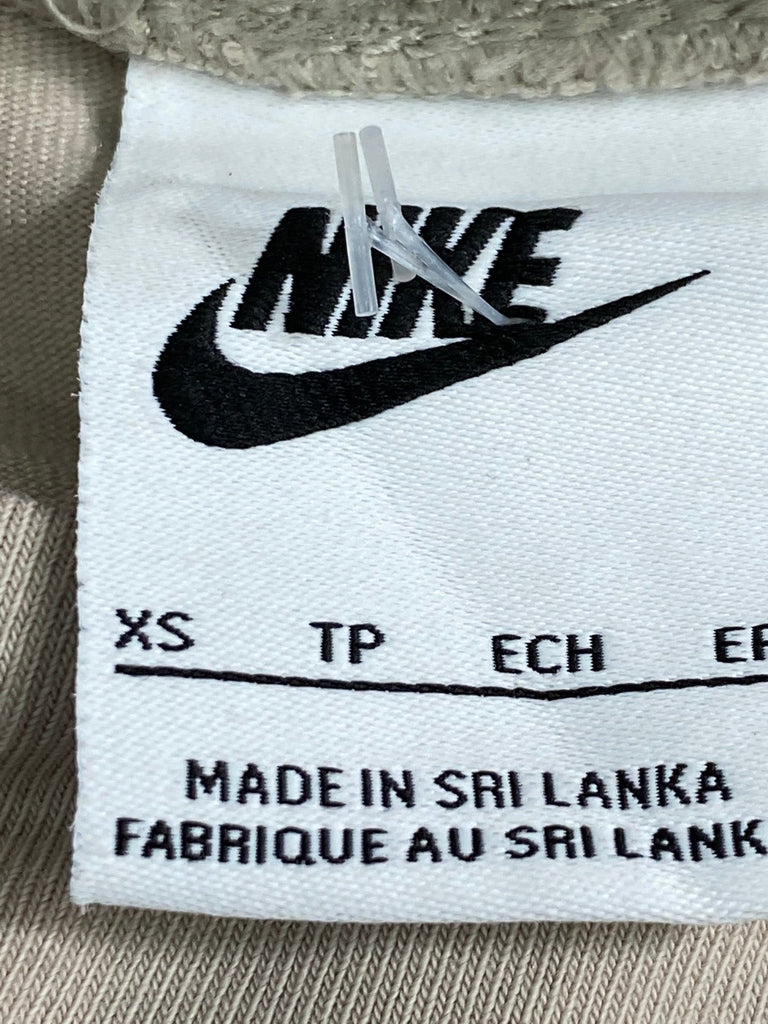 NIKE
XS TP ECH
MADE IN SRI LANKA
FABRIQUE AU SRI LANK